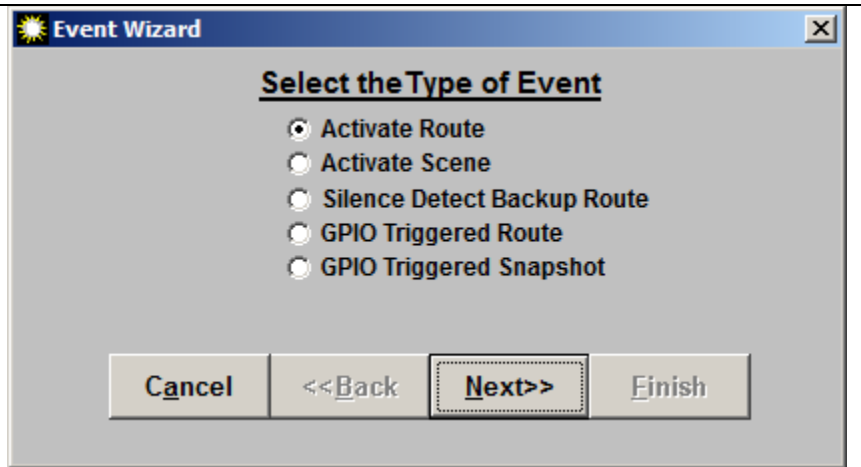 Event Wizard
Select the Type of Event
Activate Route
Activate Scene
Silence Detect Backup Route
GPIO Triggered Route
GPIO Triggered Snapshot
Cancel <<Back Next>> Finish